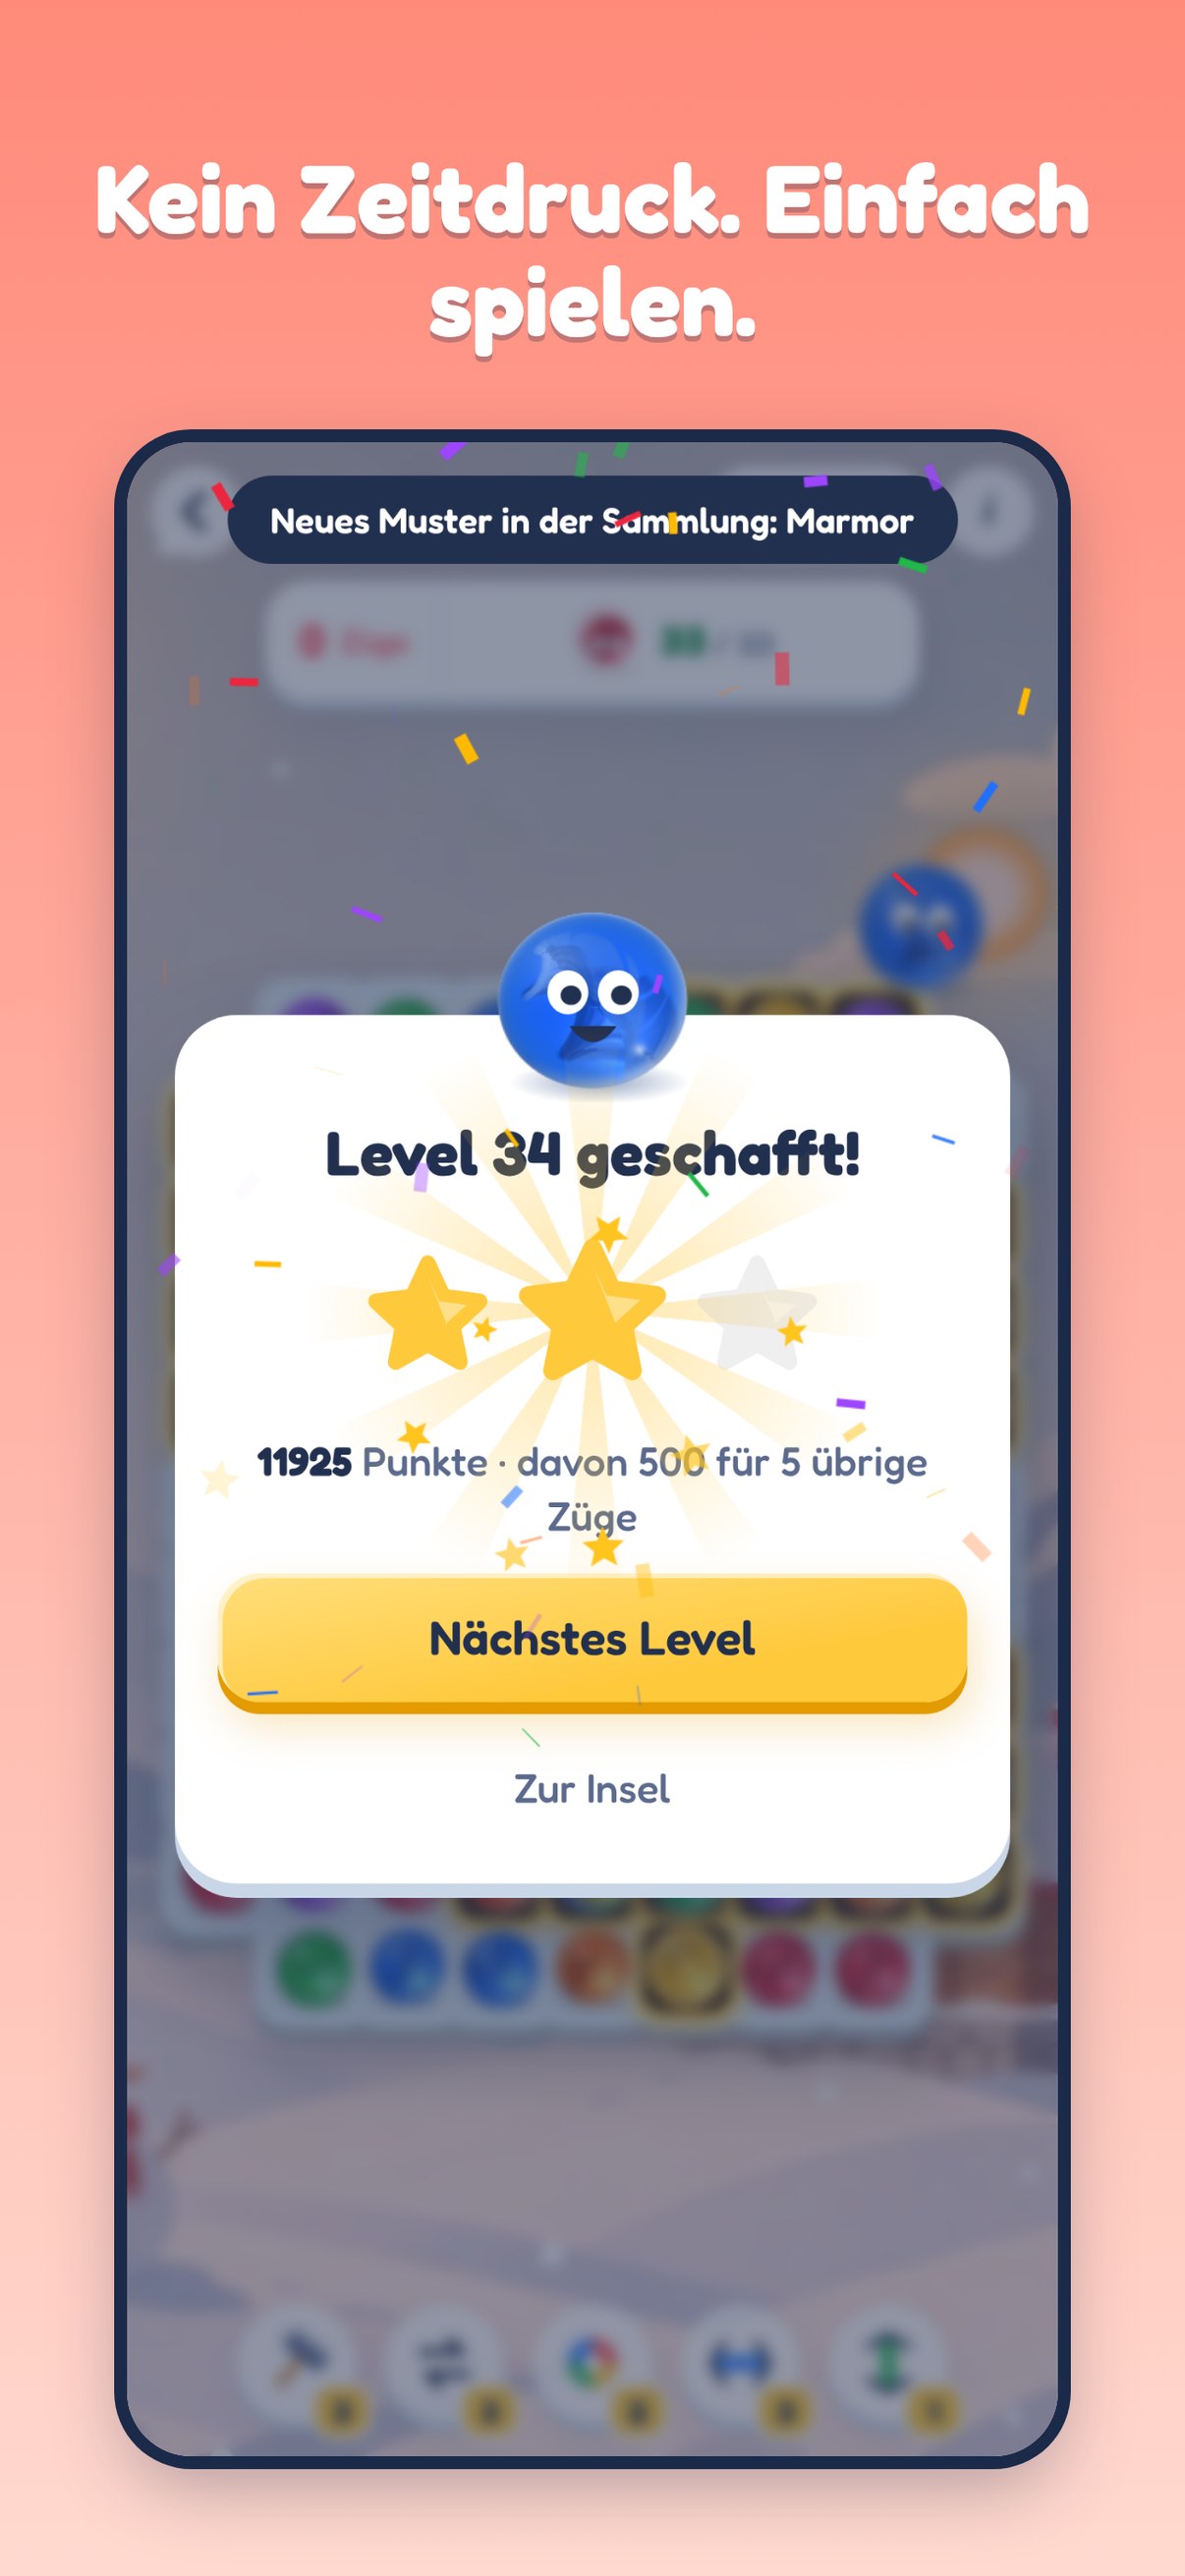 Kein Zeitdruck. Einfach
spielen.
Neues Muster in der Sammlung: Marmor
Level 34 geschafft!
11925 Punkte · davon 500 für 5 übrige
Züge
Nächstes Level
Zur Insel